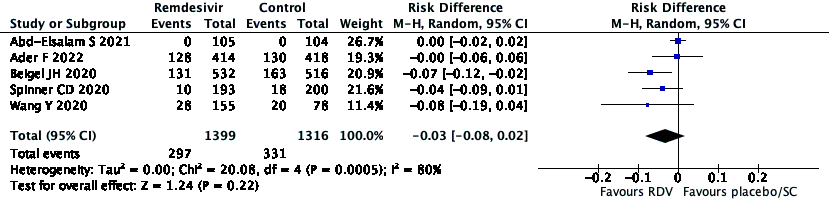 Remdesivir Control Risk Difference Risk Difference
Study or Subgroup Events Total Events Total Weight M-H, Random, 95% CI M-H, Random, 95% CI
Abd-Elsalam S 2021 0 105 0 104 26.7% 0.00 [-0.02, 0.02]
Ader F 2022 128 414 130 418 19.3% -0.00 [-0.06, 0.06]
Beigel JH 2020 131 532 163 516 20.9% -0.07 [-0.12, -0.02]
Spinner CD 2020 10 193 18 200 21.6% -0.04 [-0.09, 0.01]
Wang Y 2020 28 155 20 78 11.4% -0.08 [-0.19, 0.04]
Total (95% CI) 1399 1316 100.0% -0.03 [-0.08, 0.02]
Total events 297 331
Heterogeneity: Tau² = 0.00; Chi² = 20.08, df = 4 (P = 0.0005); I² = 80%
Test for overall effect: Z = 1.24 (P = 0.22)
-0.2 -0.1 0 0.1 0.2
Favours RDV Favours placebo/SC